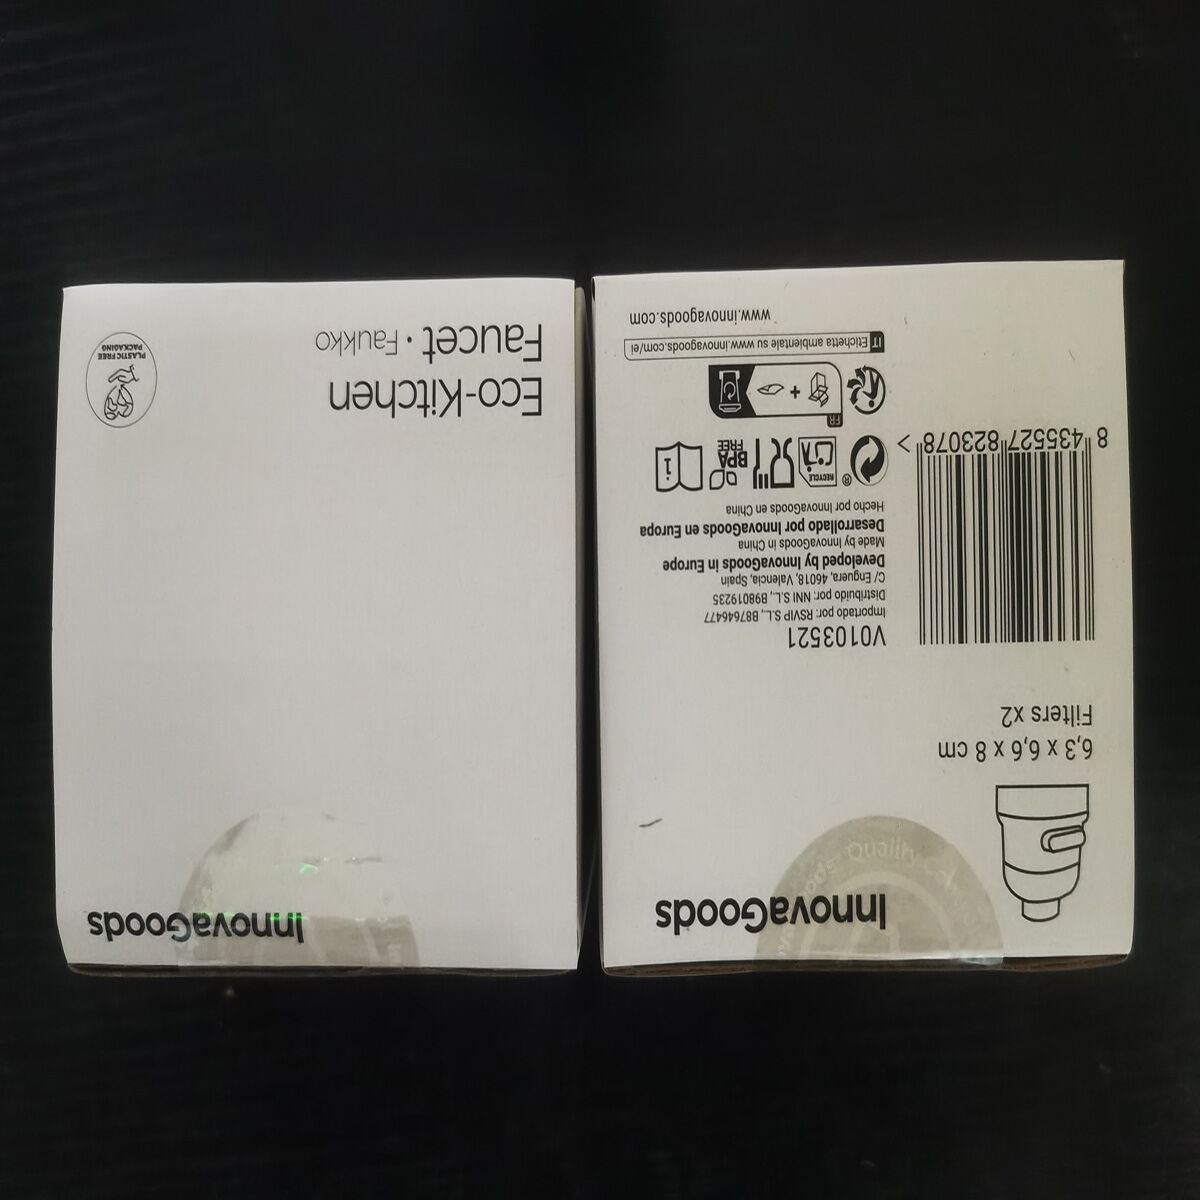 InnovaGoods
Eco-Kitchen
Faucet · Faukko
PLASTIC FREE
PACKAGING
InnovaGoods
Quality
6,3 x 6,6 x 8 cm
Filters x2
8 435527 823078 >
V0103521
Importado por: RSVIP S.L., B87646477
Distribuido por: NNI S.L., B98019235
C/ Enguera, 46018, Valencia, Spain
Developed by InnovaGoods in Europe
Made by InnovaGoods in China
Desarrollado por InnovaGoods en Europa
Hecho por InnovaGoods en China
®
RECYCLE
BPA
FREE
i
FR
+
IT Etichetta ambientale su www.innovagoods.com/el
www.innovagoods.com